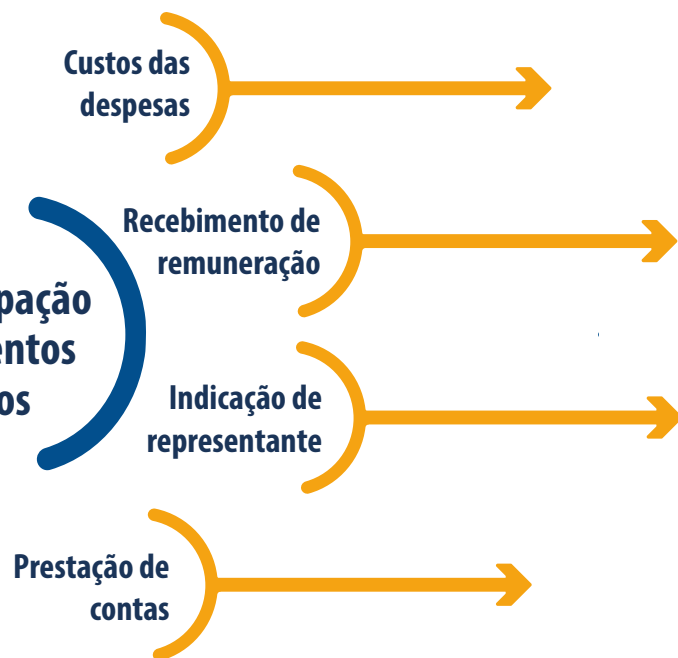 Custos das
despesas
Recebimento de
remuneração
pação
entos
os
Indicação de
representante
Prestação de
contas